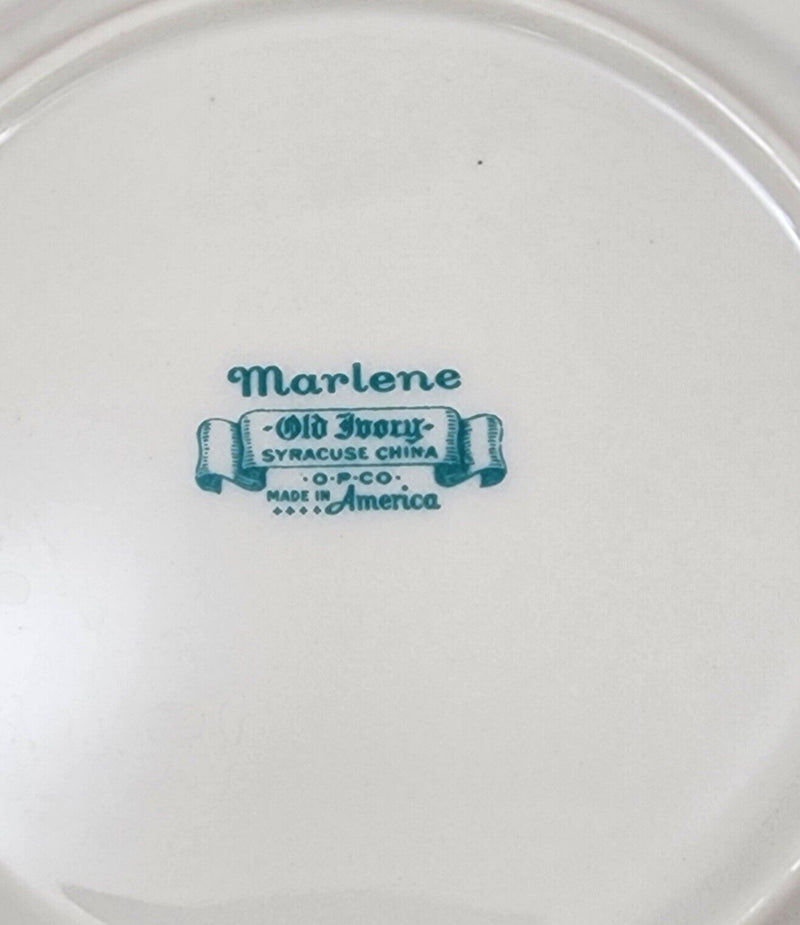 Marlene
-Old Ivory-
SYRACUSE CHINA
·O·P·CO·
MADE IN America